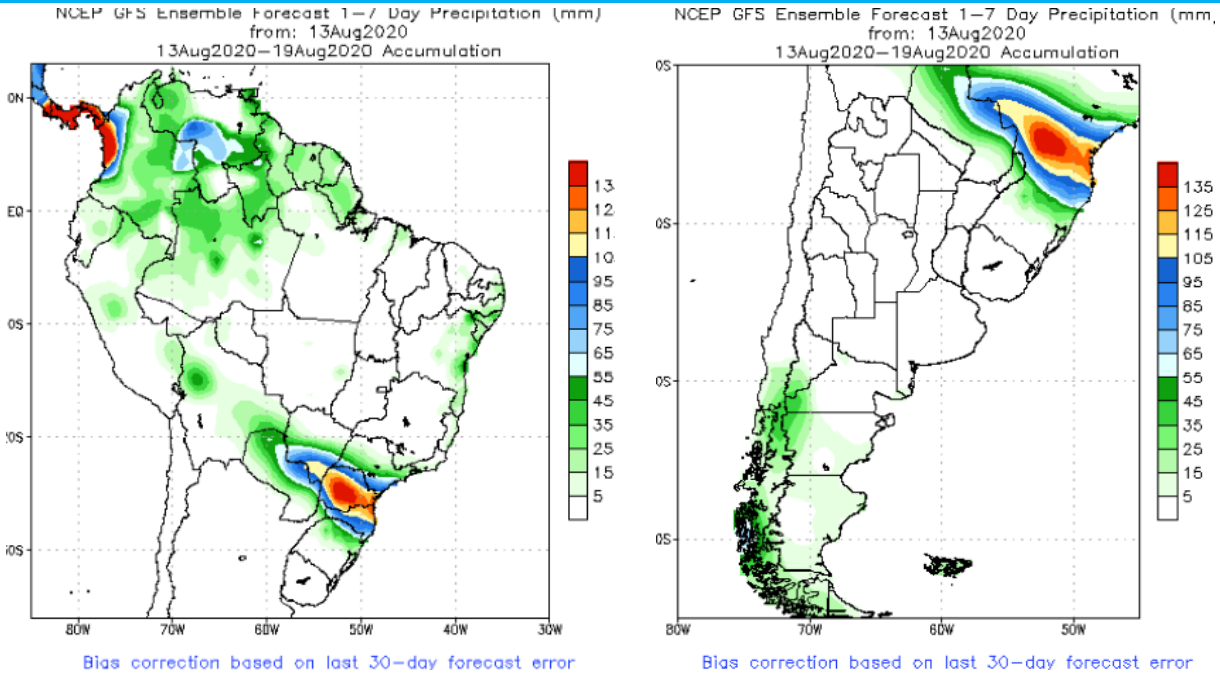 NCEP GFS Ensemble Forecast 1-7 Day Precipitation (mm)
from: 13Aug2020
13Aug2020-19Aug2020 Accumulation
0N
EQ
0S
20S
30S
80W
70W
60W
50W
40W
30W
13
12
11
10
95
85
75
65
55
45
35
25
15
5
Bias correction based on last 30-day forecast error
NCEP GFS Ensemble Forecast 1-7 Day Precipitation (mm
from: 13Aug2020
13Aug2020-19Aug2020 Accumulation
0S
0S
0S
0S
80W
70W
60W
50W
135
125
115
105
95
85
75
65
55
45
35
25
15
5
Bias correction based on last 30-day forecast error